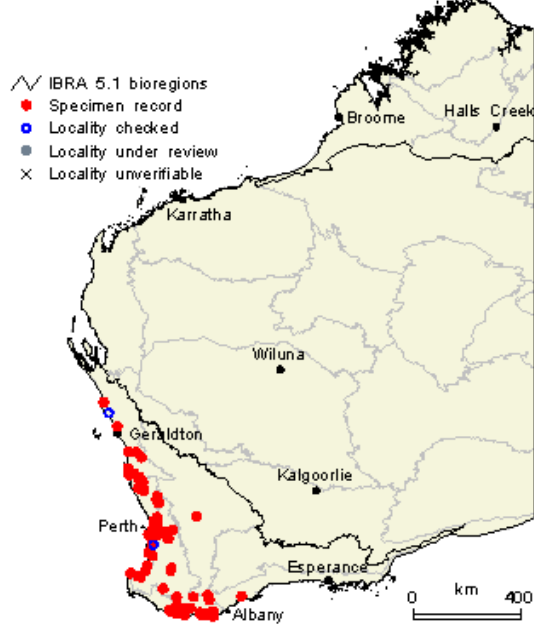 IBRA 5.1 bioregions
Specimen record
Locality checked
Locality under review
Locality unverifiable
Broome
Halls Creek
Karratha
Wiluna
Geraldton
Kalgoorlie
Perth
Esperance
Albany
km
0 400